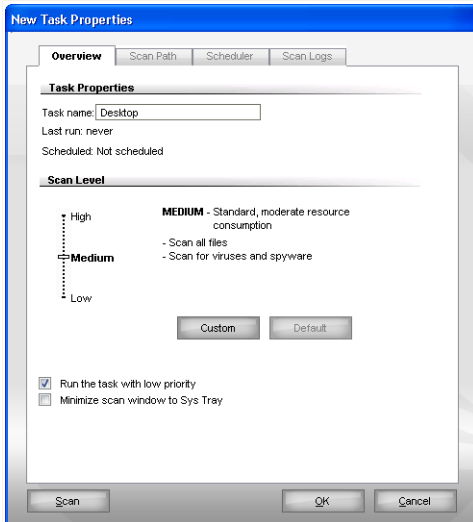 New Task Properties
Overview
Scan Path
Scheduler
Scan Logs
Task Properties
Task name: Desktop
Last run: never
Scheduled: Not scheduled
Scan Level
High
Medium
Low
MEDIUM - Standard, moderate resource
consumption
- Scan all files
- Scan for viruses and spyware
Custom
Default
Run the task with low priority
Minimize scan window to Sys Tray
Scan
OK
Cancel